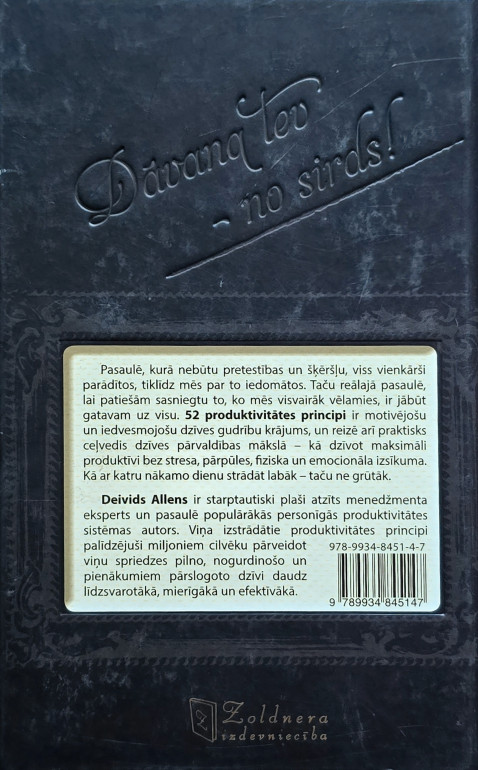 Dāvana tev
- no sirds!
Pasaulē, kurā nebūtu pretestības un šķēršļu, viss vienkārši
parādītos, tiklīdz mēs par to iedomātos. Taču reālajā pasaulē,
lai patiešām sasniegtu to, ko mēs visvairāk vēlamies, ir jābūt
gatavam uz visu. 52 produktivitātes principi ir motivējošu
un iedvesmojošu dzīves gudrību krājums, un reizē arī praktisks
ceļvedis dzīves pārvaldības mākslā – kā dzīvot maksimāli
produktīvi bez stresa, pārpūles, fiziska un emocionāla izsīkuma.
Kā ar katru nākamo dienu strādāt labāk – taču ne grūtāk.
Deivids Allens ir starptautiski plaši atzīts menedžmenta
eksperts un pasaulē populārākās personīgās produktivitātes
sistēmas autors. Viņa izstrādātie produktivitātes principi
palīdzējuši miljoniem cilvēku pārveidot
viņu spriedzes pilno, nogurdinošo un
pienākumiem pārslogoto dzīvi daudz
līdzsvarotākā, mierīgākā un efektīvākā.
978-9934-8451-4-7
9 789934 845147
Z Zoldnera
izdevniecība